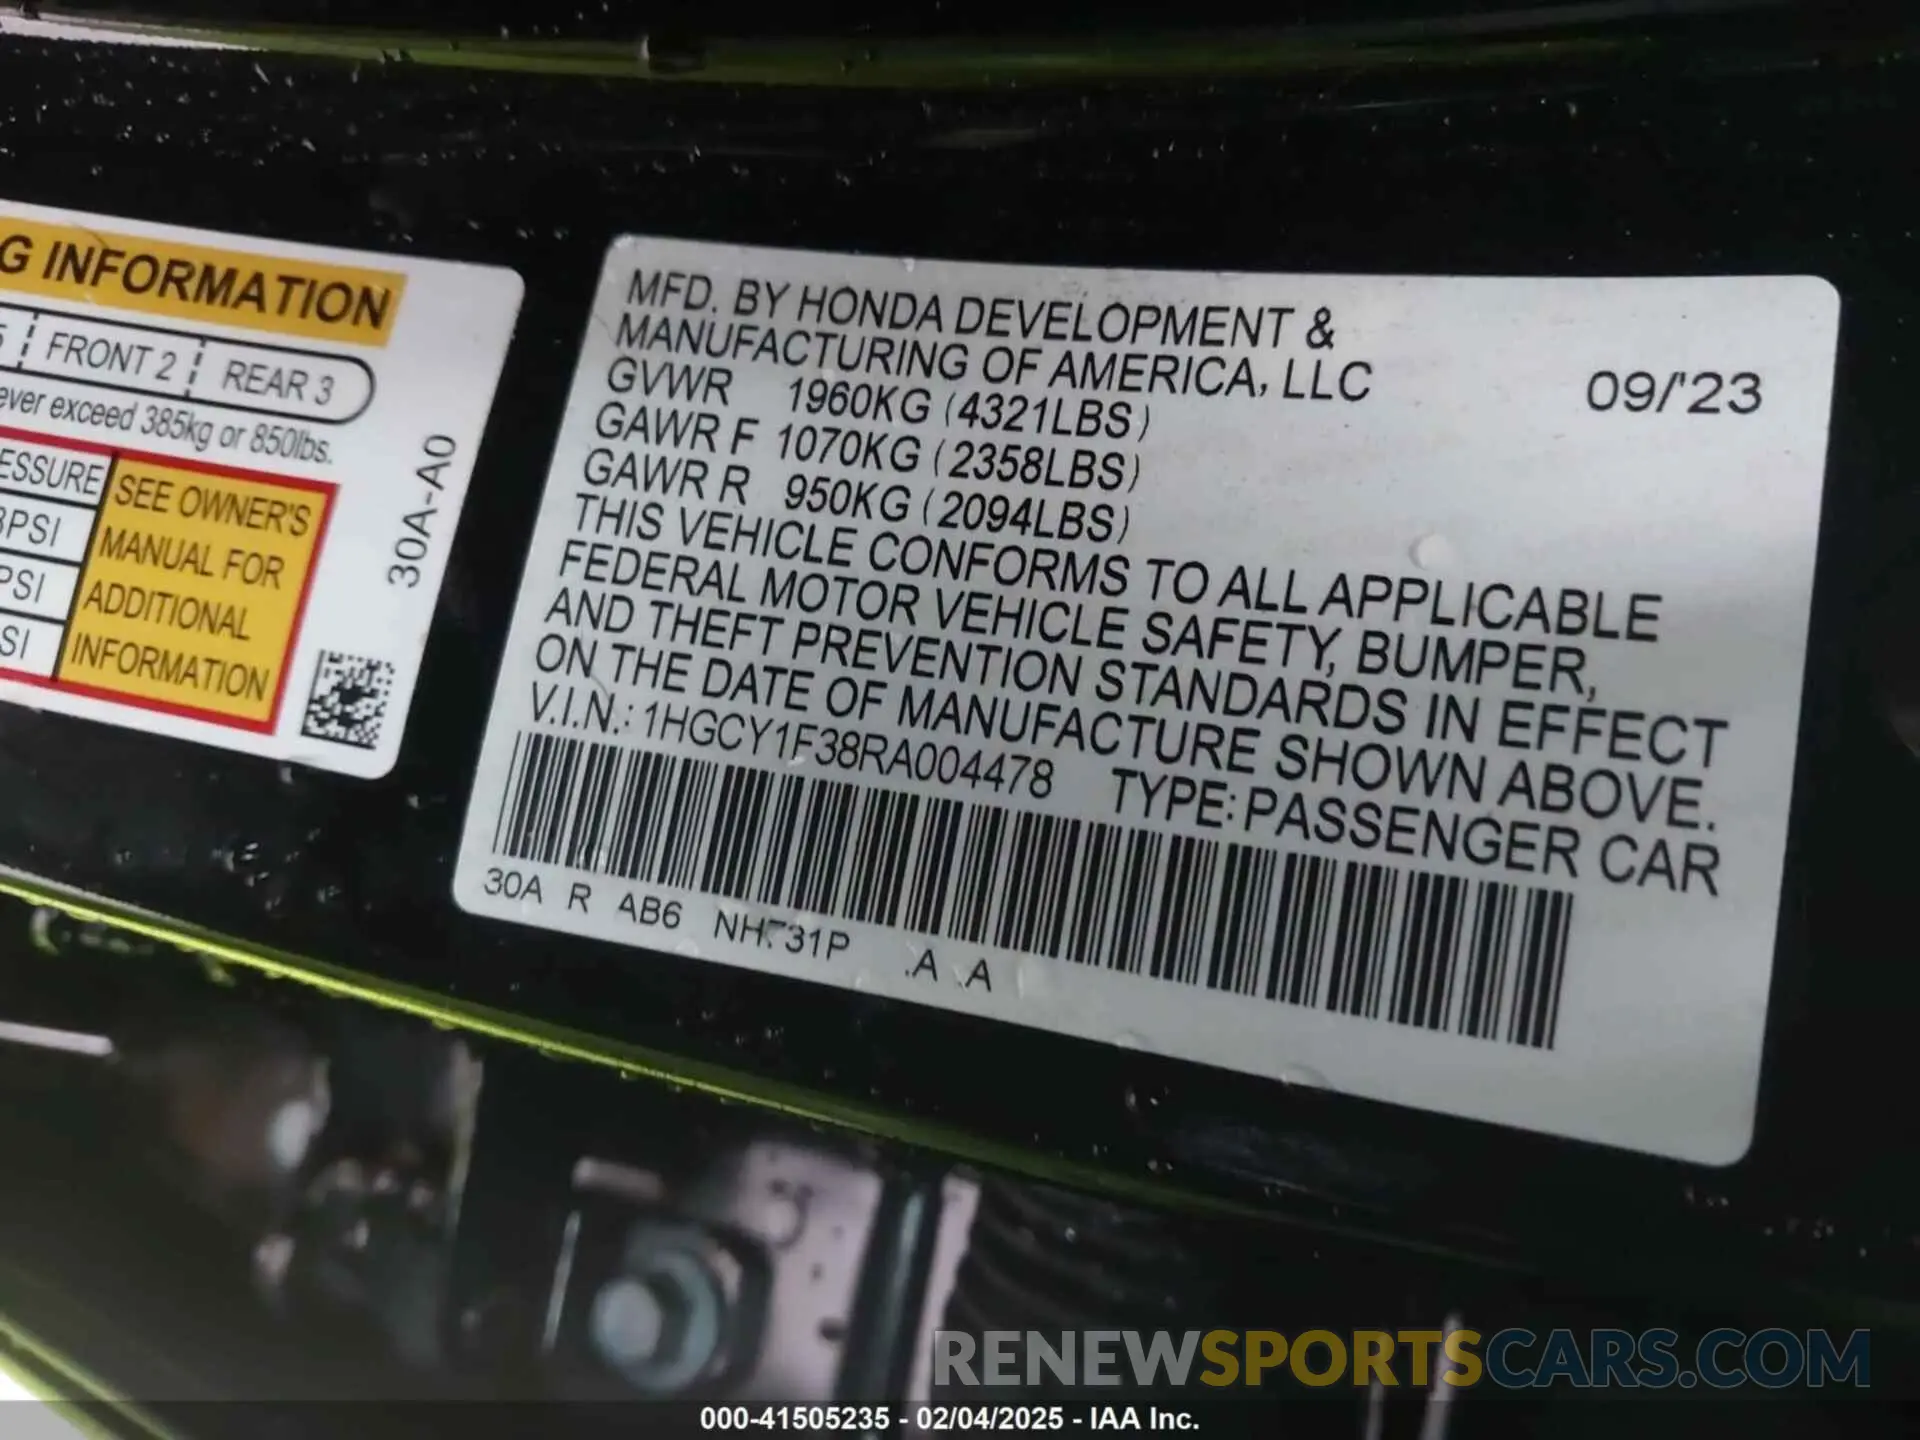 G INFORMATION
5 FRONT 2 REAR 3
ever exceed 385kg or 850lbs.
ESSURE
PSI
PSI
SI
SEE OWNER'S
MANUAL FOR
ADDITIONAL
INFORMATION
30A-A0
MFD. BY HONDA DEVELOPMENT &
MANUFACTURING OF AMERICA, LLC
09/'23
GVWR 1960KG (4321LBS)
GAWR F 1070KG (2358LBS)
GAWR R 950KG (2094LBS)
THIS VEHICLE CONFORMS TO ALL APPLICABLE
FEDERAL MOTOR VEHICLE SAFETY, BUMPER,
AND THEFT PREVENTION STANDARDS IN EFFECT
ON THE DATE OF MANUFACTURE SHOWN ABOVE.
V.I.N.: 1HGCY1F38RA004478 TYPE: PASSENGER CAR
30A R AB6 NH731P .A .A
RENEWSPORTSCARS.COM
000-41505235 - 02/04/2025 - IAA Inc.